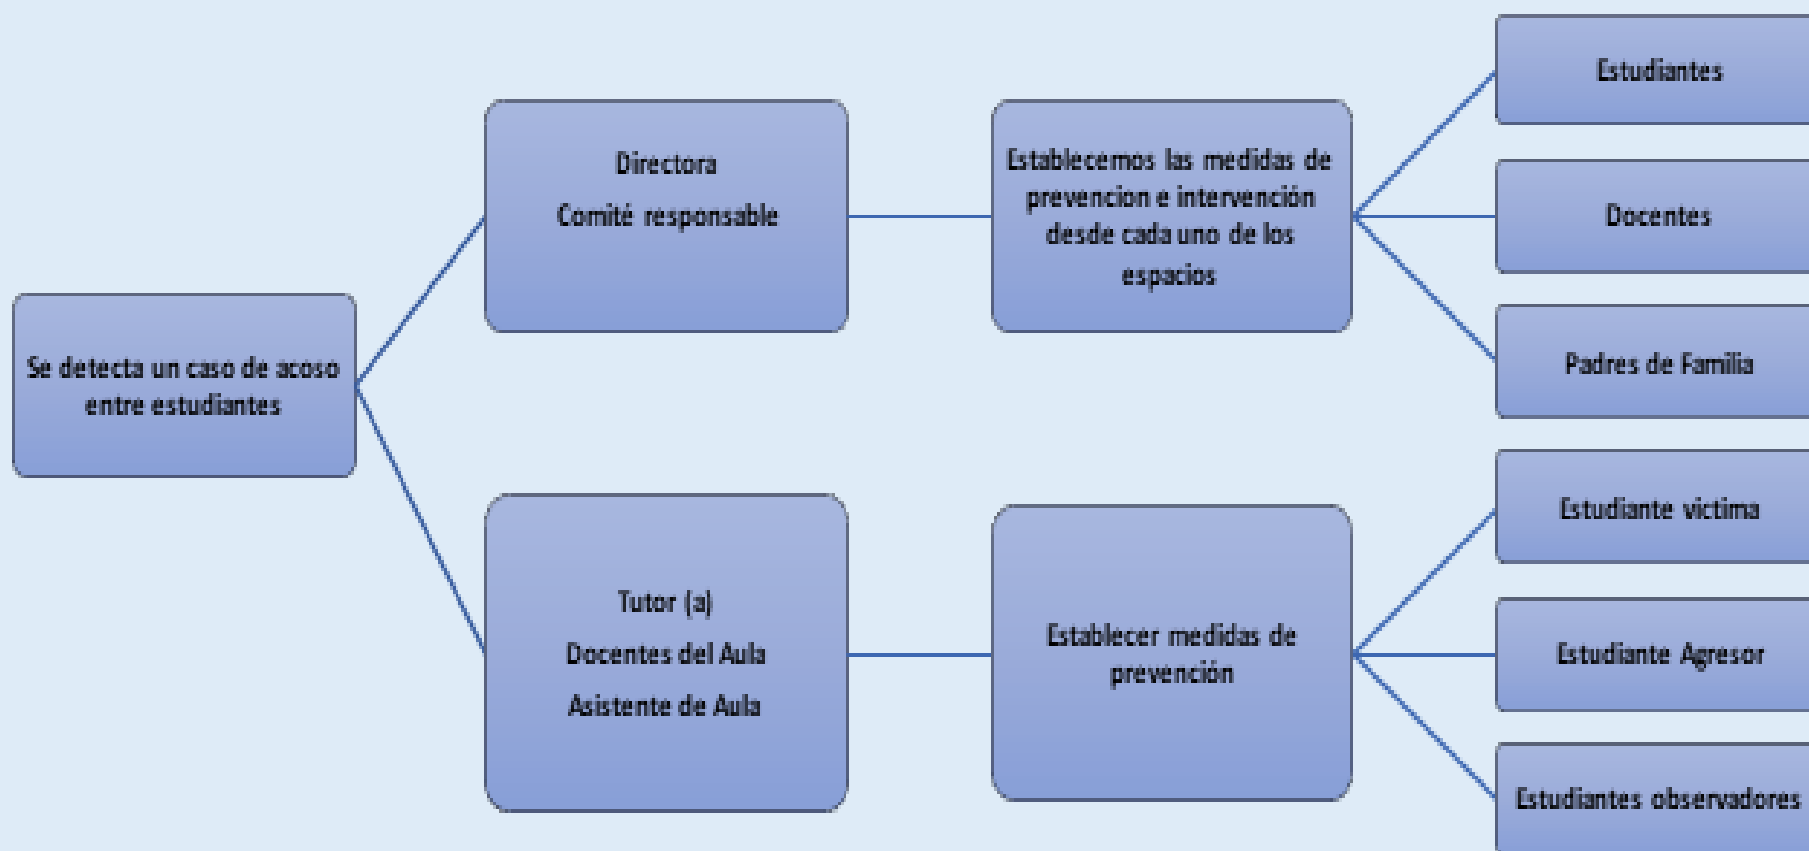 Se detecta un caso de acoso
entre estudiantes
Directora
Comité responsable
Establecemos las medidas de
prevencion e intervención
desde cada uno de los
espacios
Estudiantes
Docentes
Padres de Familia
Tutor (a)
Docentes del Aula
Asistente de Aula
Establecer medidas de
prevención
Estudiante victima
Estudiante Agresor
Estudiantes observadores